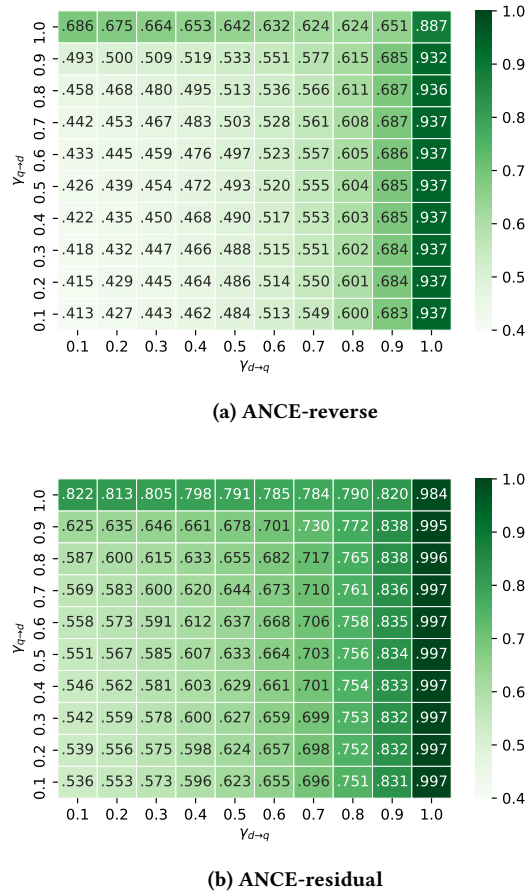 1.0 .686 .675 .664 .653 .642 .632 .624 .624 .651 .887 1.0
0.9 .493 .500 .509 .519 .533 .551 .577 .615 .685 .932 0.9
0.8 .458 .468 .480 .495 .513 .536 .566 .611 .687 .936 0.8
0.7 .442 .453 .467 .483 .503 .528 .561 .608 .687 .937
0.6 .433 .445 .459 .476 .497 .523 .557 .605 .686 .937 0.7
γq→d
0.5 .426 .439 .454 .472 .493 .520 .555 .604 .685 .937
0.4 .422 .435 .450 .468 .490 .517 .553 .603 .685 .937 0.6
0.3 .418 .432 .447 .466 .488 .515 .551 .602 .684 .937
0.2 .415 .429 .445 .464 .486 .514 .550 .601 .684 .937 0.5
0.1 .413 .427 .443 .462 .484 .513 .549 .600 .683 .937 0.4
0.1 0.2 0.3 0.4 0.5 0.6 0.7 0.8 0.9 1.0
γd→q
(a) ANCE-reverse
1.0 .822 .813 .805 .798 .791 .785 .784 .790 .820 .984 1.0
0.9 .625 .635 .646 .661 .678 .701 .730 .772 .838 .995 0.9
0.8 .587 .600 .615 .633 .655 .682 .717 .765 .838 .996 0.8
0.7 .569 .583 .600 .620 .644 .673 .710 .761 .836 .997
0.6 .558 .573 .591 .612 .637 .668 .706 .758 .835 .997 0.7
γq→d
0.5 .551 .567 .585 .607 .633 .664 .703 .756 .834 .997
0.4 .546 .562 .581 .603 .629 .661 .701 .754 .833 .997 0.6
0.3 .542 .559 .578 .600 .627 .659 .699 .753 .832 .997
0.2 .539 .556 .575 .598 .624 .657 .698 .752 .832 .997 0.5
0.1 .536 .553 .573 .596 .623 .655 .696 .751 .831 .997 0.4
0.1 0.2 0.3 0.4 0.5 0.6 0.7 0.8 0.9 1.0
γd→q
(b) ANCE-residual